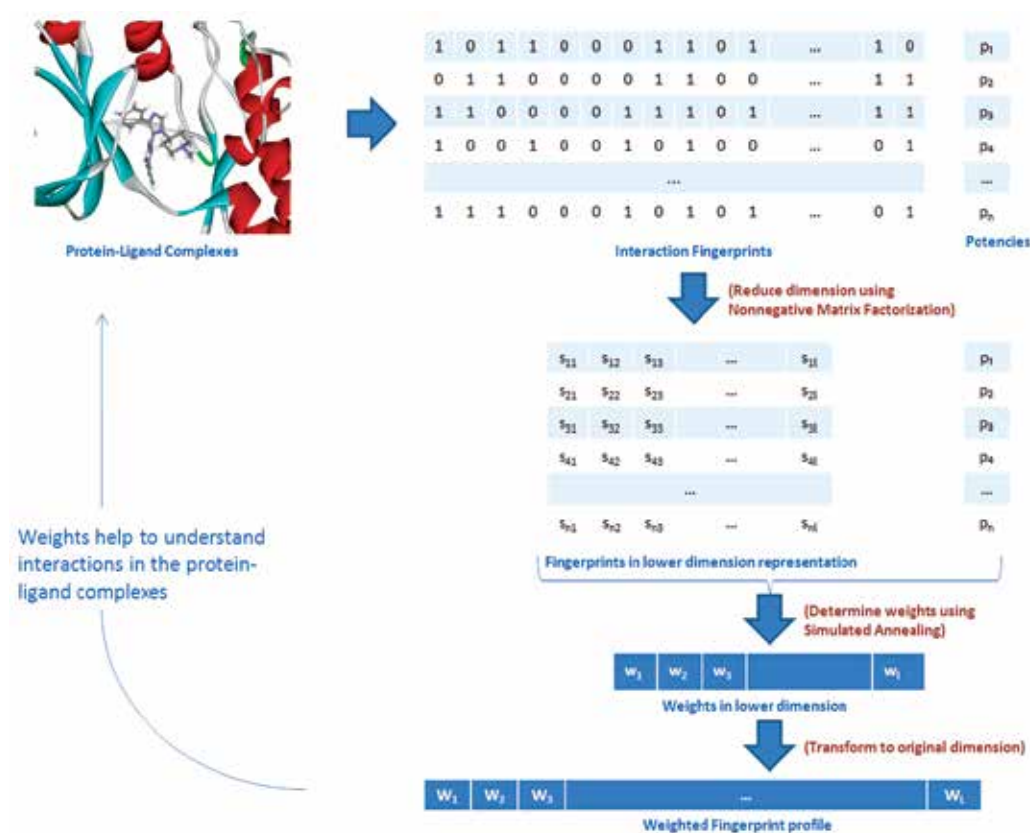 1 0 1 1 0 0 0 1 1 0 1 ... 1 0 p₁
0 1 1 0 0 0 0 1 1 0 0 ... 1 1 p₂
1 1 0 0 0 0 1 1 1 0 1 ... 1 1 p₃
1 0 0 1 0 0 1 0 1 0 0 ... 0 1 p₄
... ...
1 1 1 0 0 0 1 0 1 0 1 ... 0 1 pₙ
Protein-Ligand Complexes
Interaction Fingerprints
Potencies
(Reduce dimension using
Nonnegative Matrix Factorization)
s₁₁ s₁₂ s₁₃ ... s₁ₗ p₁
s₂₁ s₂₂ s₂₃ ... s₂ₗ p₂
s₃₁ s₃₂ s₃₃ ... s₃ₗ p₃
s₄₁ s₄₂ s₄₃ ... s₄ₗ p₄
... ...
sₙ₁ sₙ₂ sₙ₃ ... sₙₗ pₙ
Fingerprints in lower dimension representation
Weights help to understand
interactions in the protein-
ligand complexes
(Determine weights using
Simulated Annealing)
w₁ w₂ w₃ wₗ
Weights in lower dimension
(Transform to original dimension)
W₁ W₂ W₃ ... W_L
Weighted Fingerprint profile